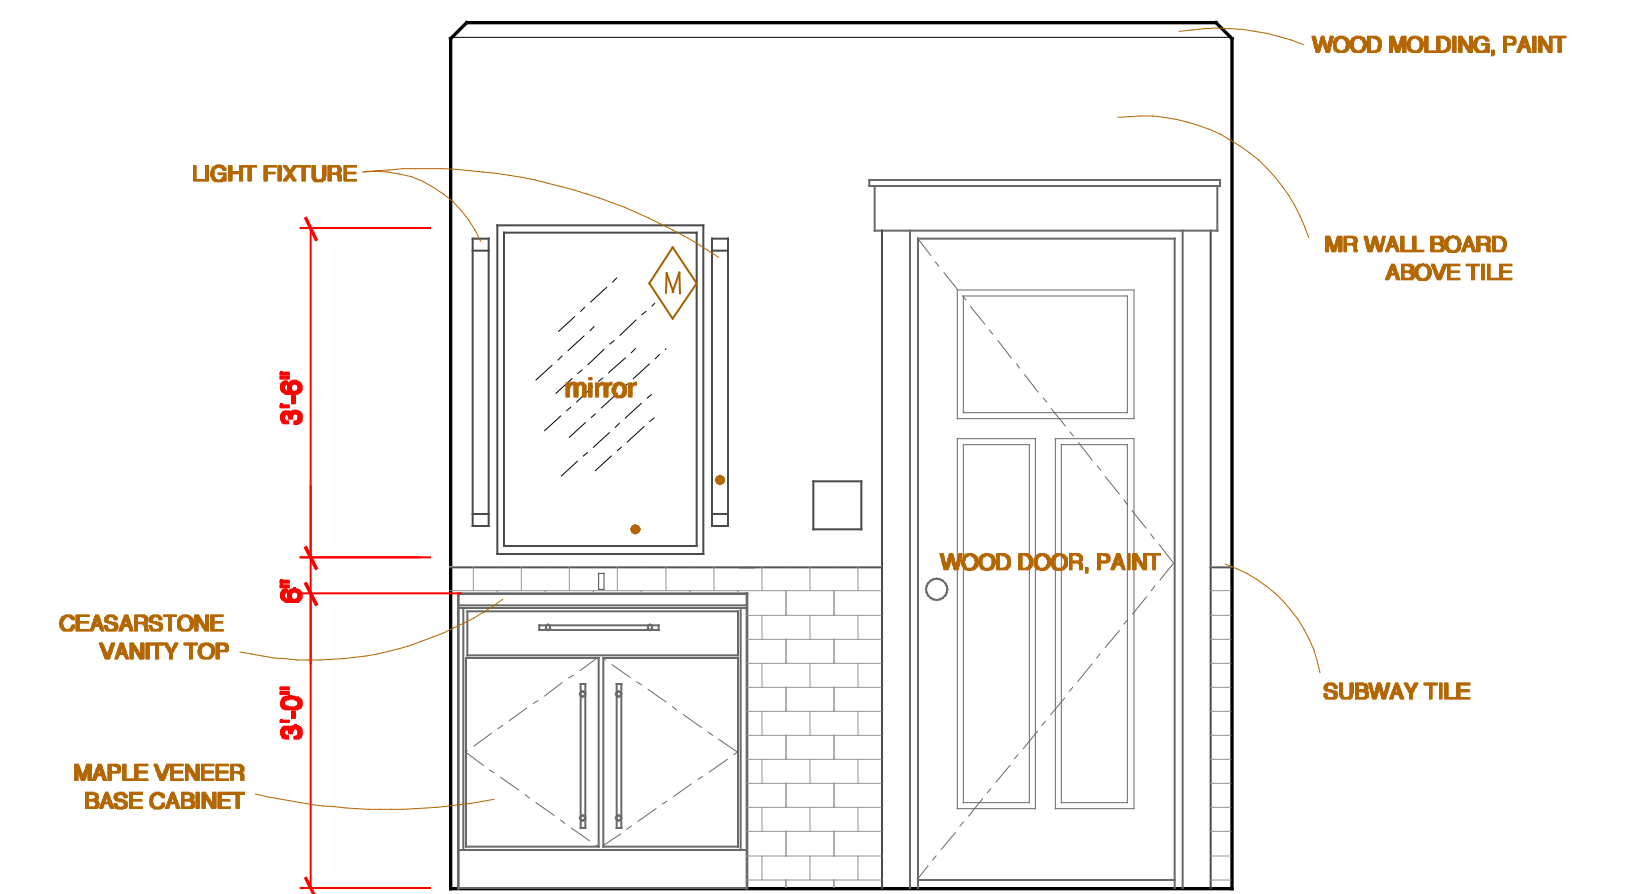 WOOD MOLDING, PAINT
LIGHT FIXTURE
MR WALL BOARD
ABOVE TILE
M
3'-6"
mirror
WOOD DOOR, PAINT
6"
CEASARSTONE
VANITY TOP
SUBWAY TILE
3'-0"
MAPLE VENEER
BASE CABINET